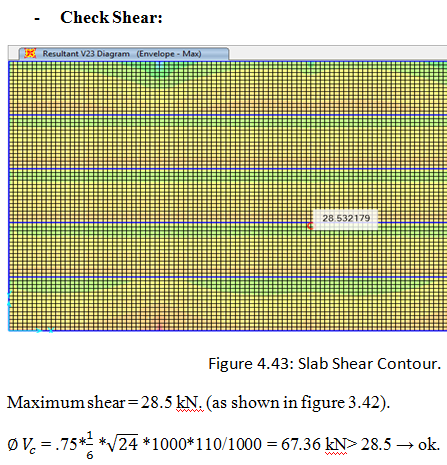 - Check Shear:
Resultant V23 Diagram (Envelope - Max)
28.532179
Figure 4.43: Slab Shear Contour.
Maximum shear = 28.5 kN. (as shown in figure 3.42).
Ø V_c = .75*1/6 *√24 *1000*110/1000 = 67.36 kN> 28.5 → ok.